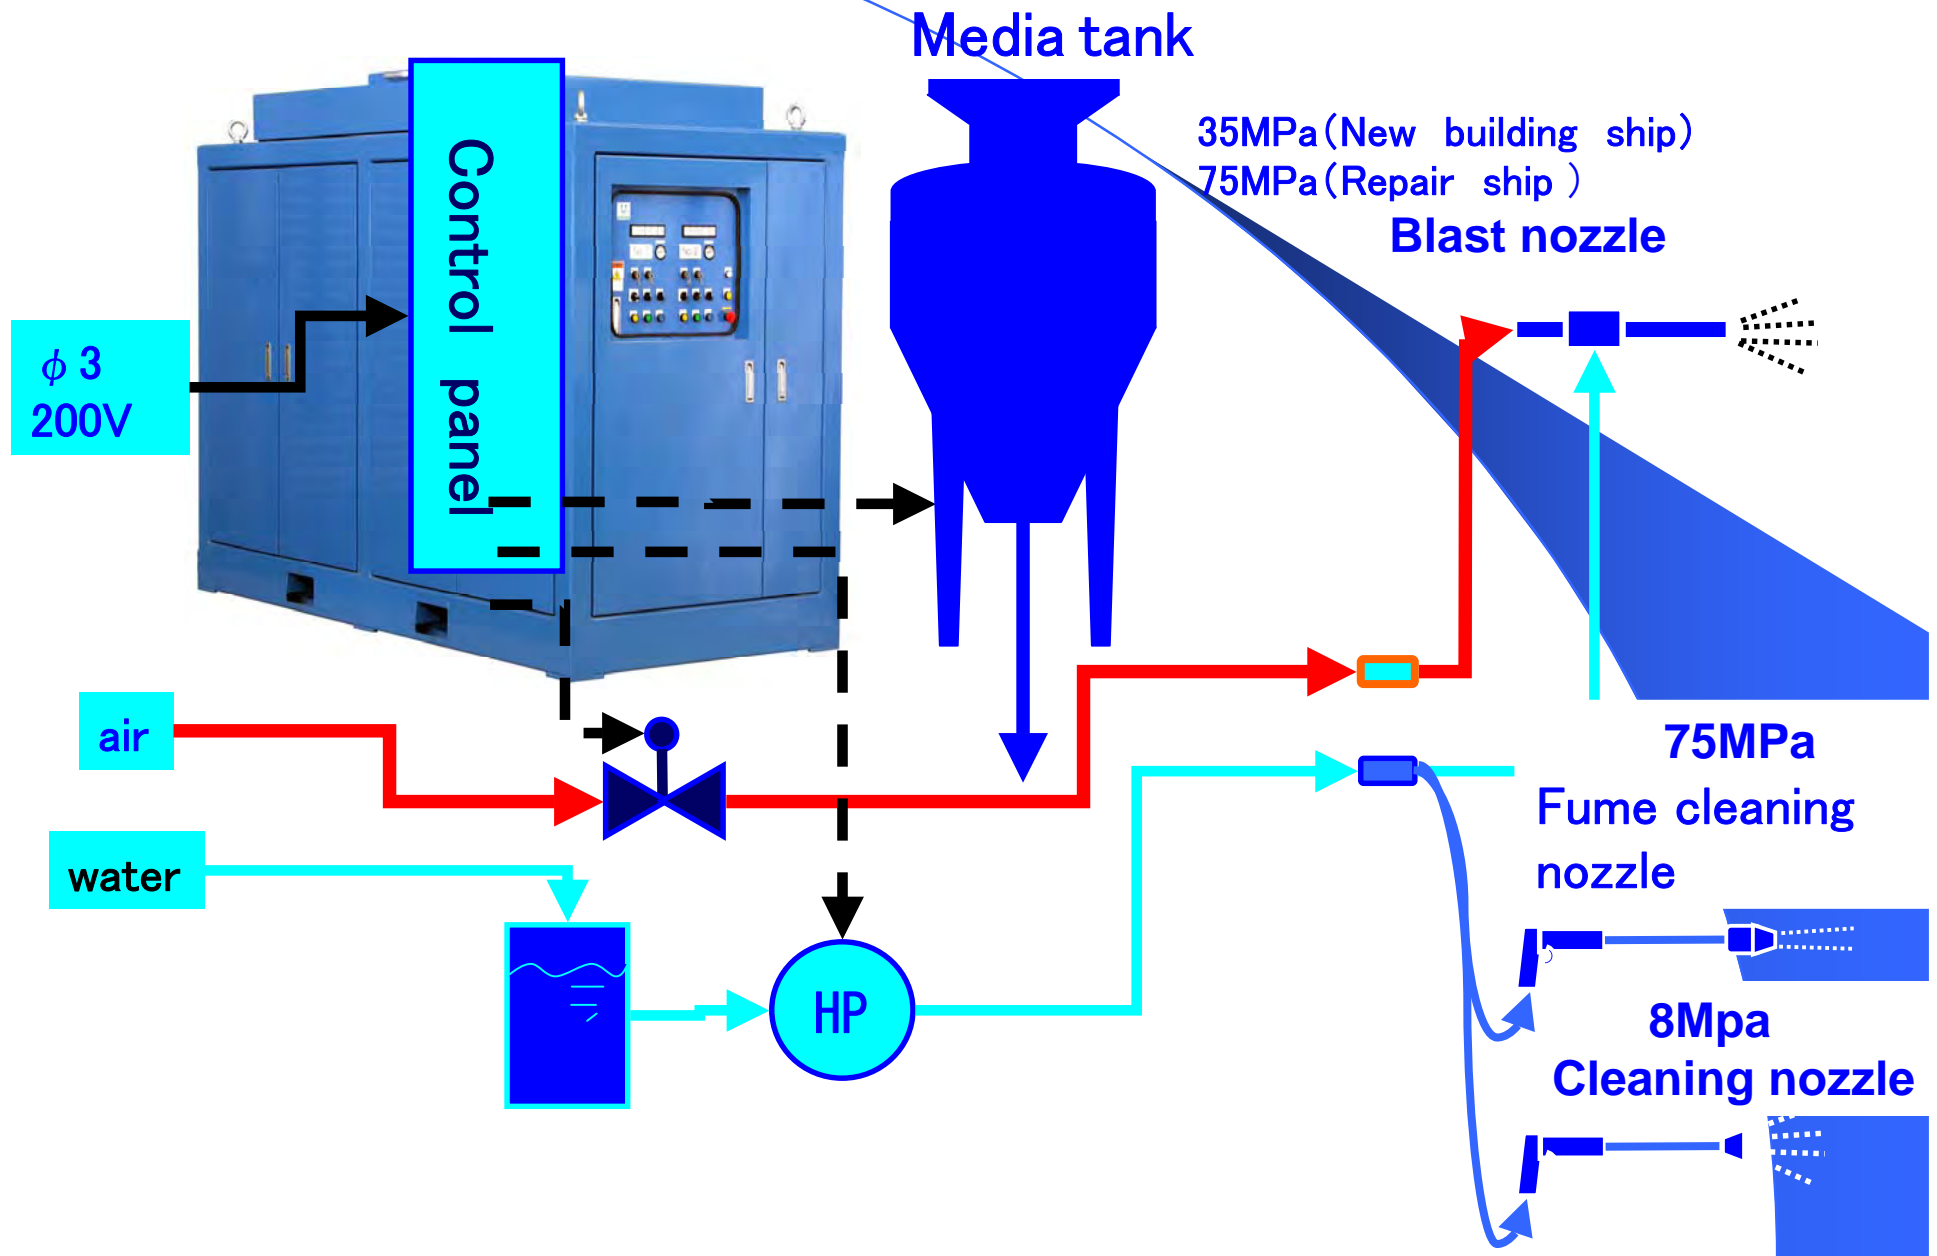 Media tank
35MPa(New building ship)
75MPa(Repair ship )
Blast nozzle
Control panel
φ3
200V
air
water
HP
75MPa
Fume cleaning
nozzle
8Mpa
Cleaning nozzle